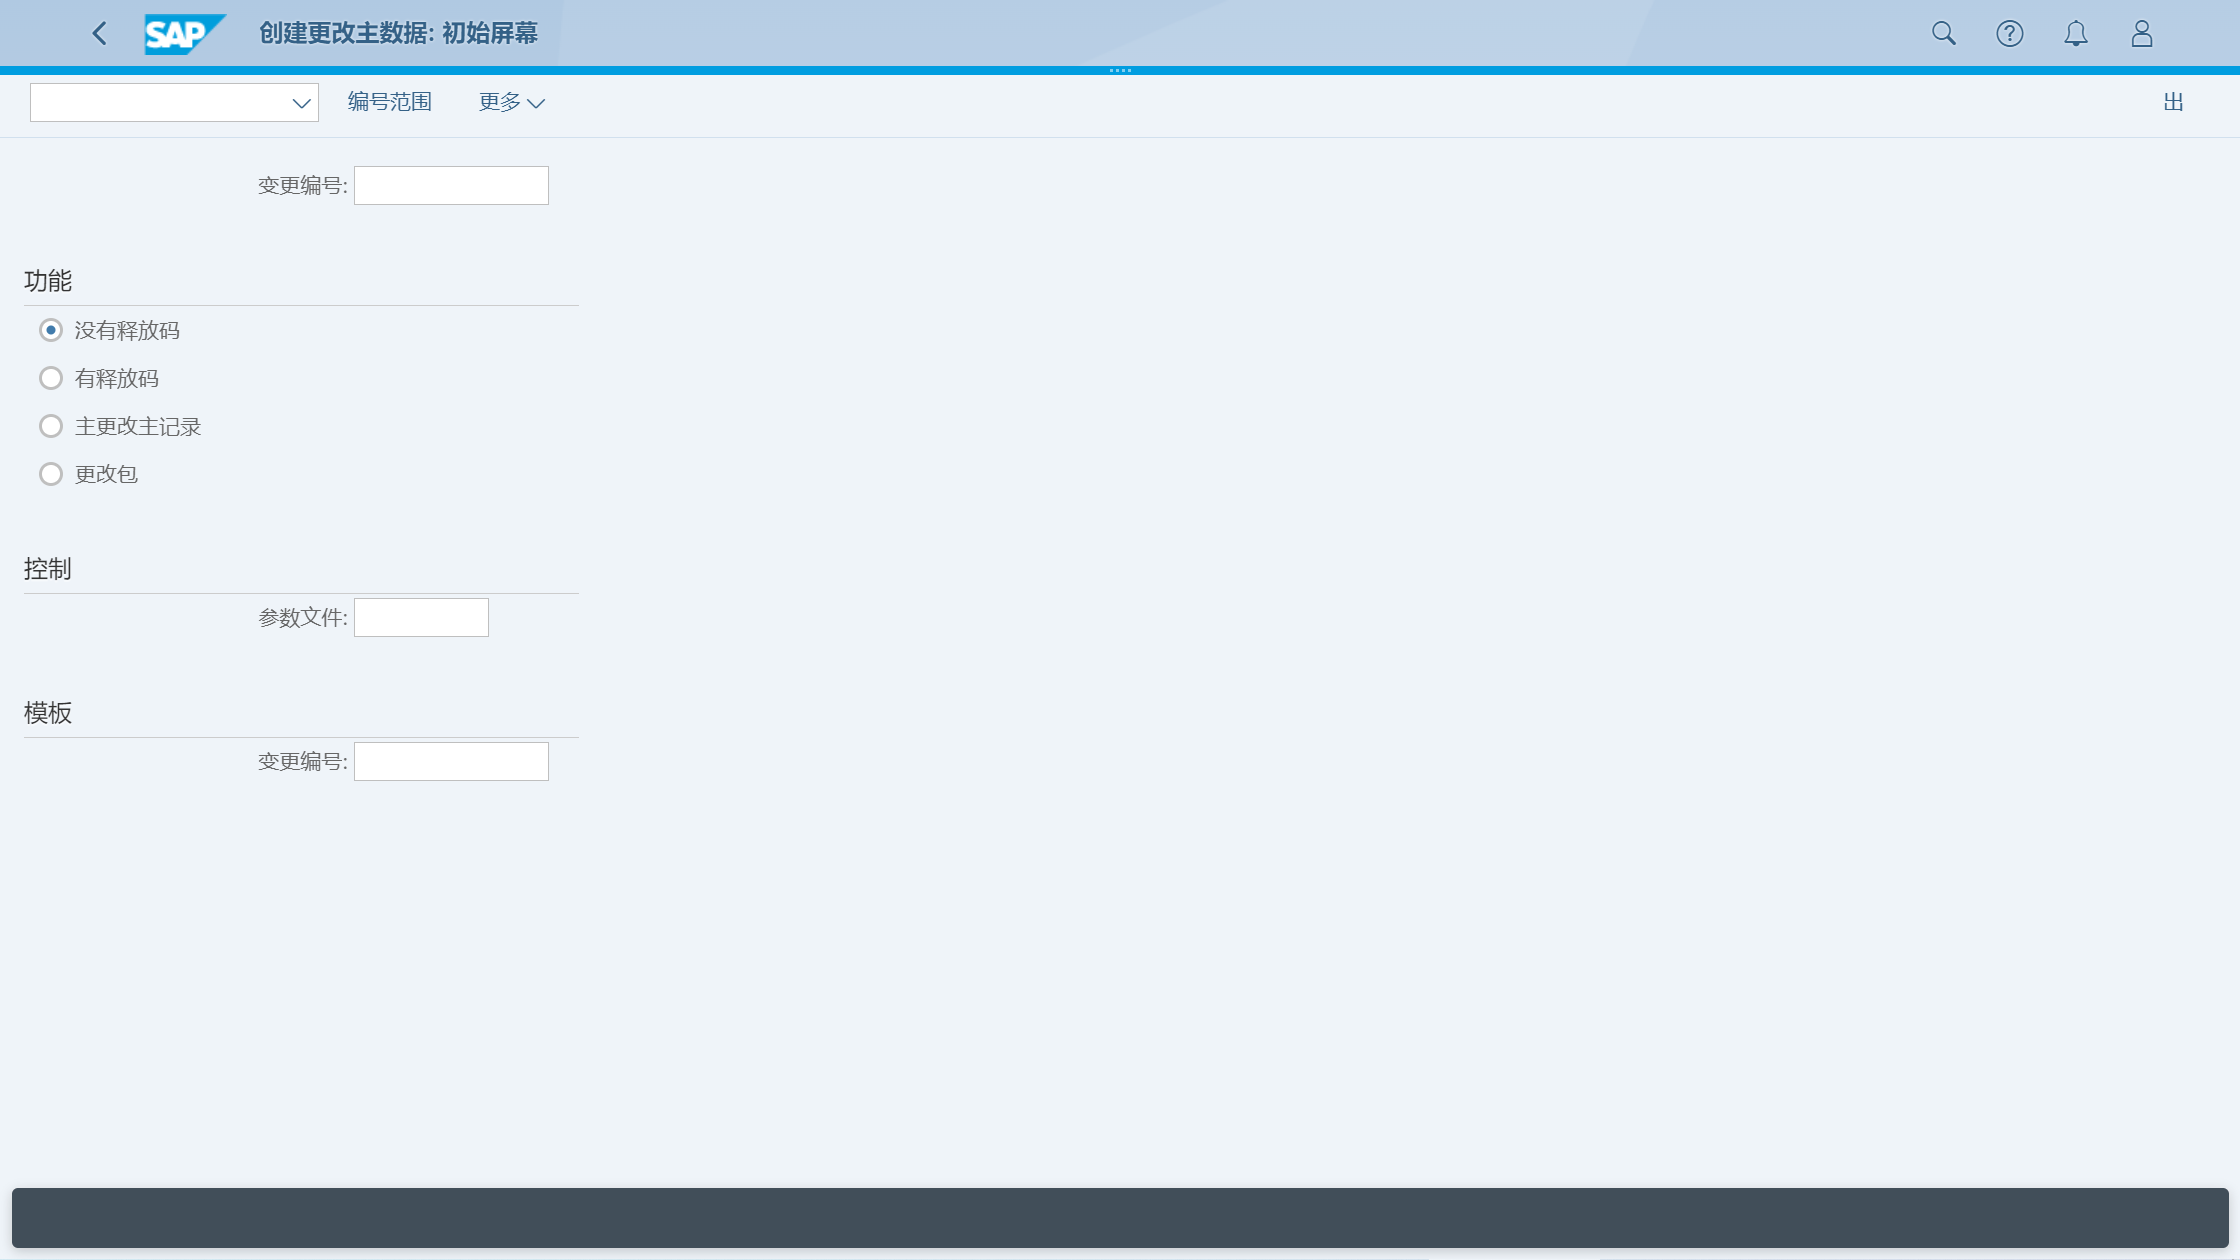 SAP 创建更改主数据: 初始屏幕
编号范围 更多 出
变更编号:
功能
没有释放码
有释放码
主更改主记录
更改包
控制
参数文件:
模板
变更编号: